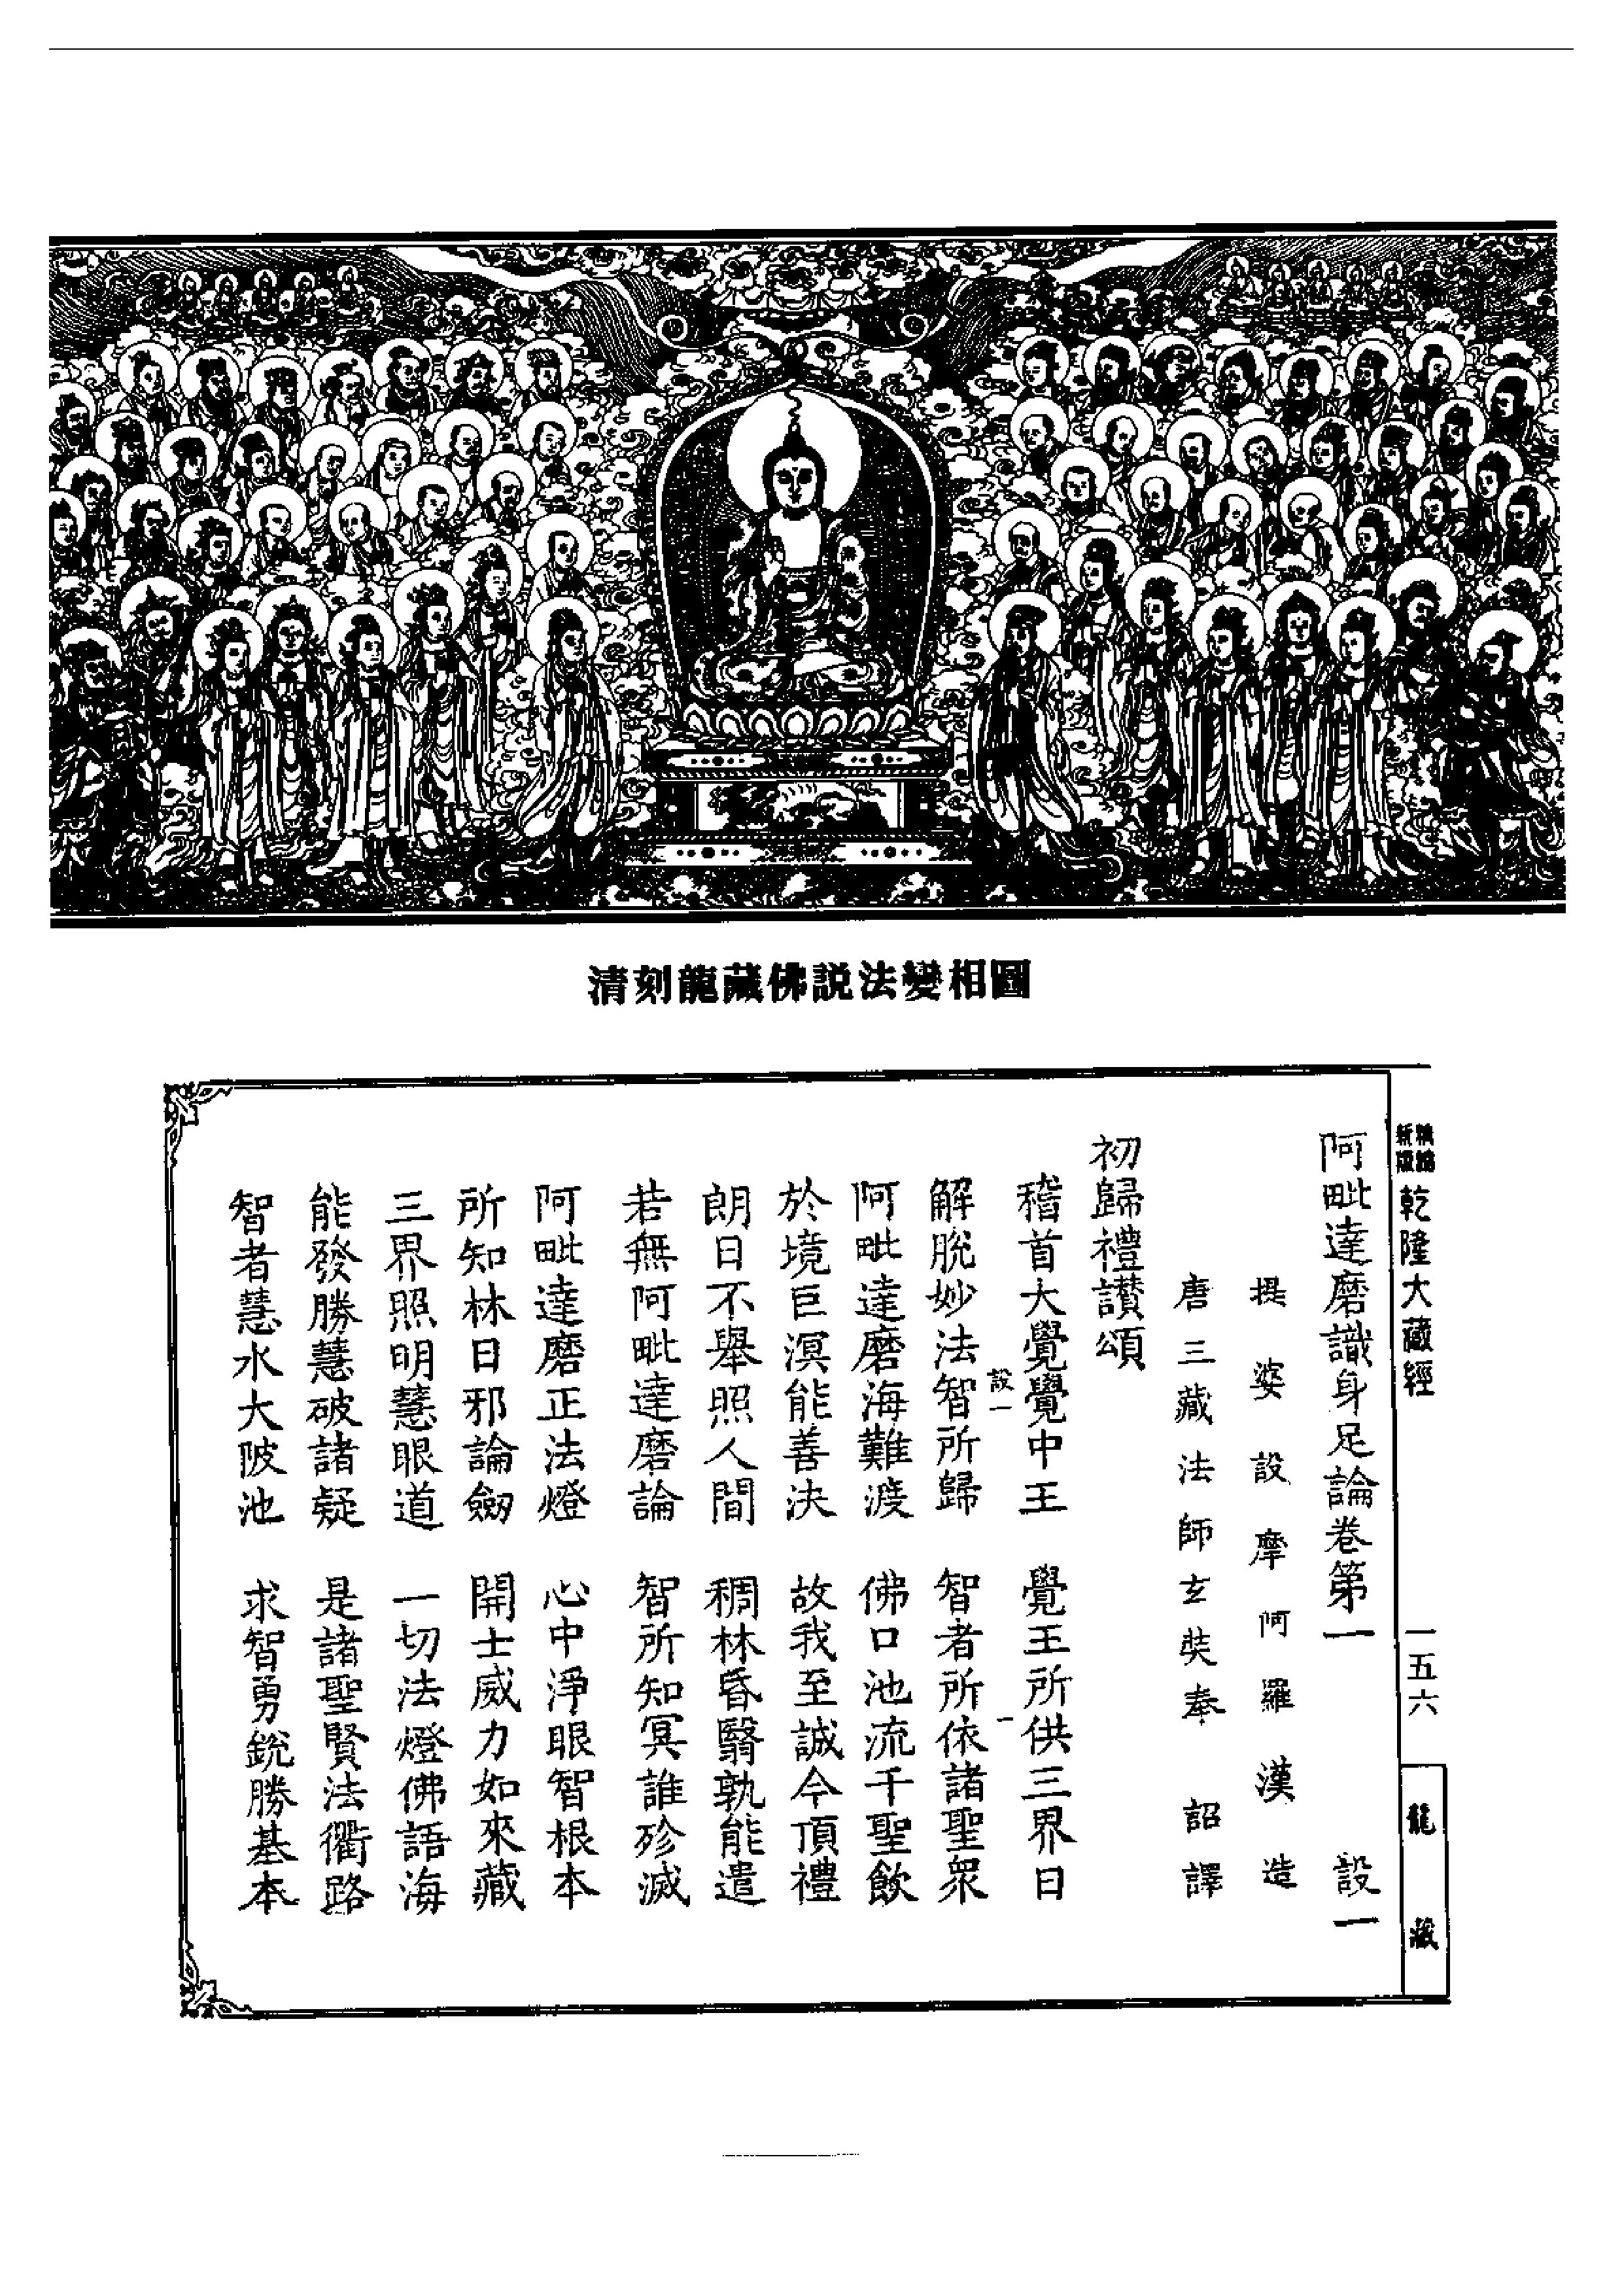 清刻龍藏佛説法變相圖
新版
精縮
乾隆大藏經
一五六
龍藏
阿毗達磨識身足論卷第一 設一
提婆設摩阿羅漢造
唐三藏法師玄奘奉 詔譯
初歸禮讚頌
稽首大覺覺中王 覺王所供三界日
設一
一
解脫妙法智所歸 智者所依諸聖眾
阿毗達磨海難渡 佛口池流千聖飲
於境巨溟能善決 故我至誠今頂禮
朗日不舉照人間 稠林昏翳孰能遣
若無阿毗達磨論 智所知冥誰殄滅
阿毗達磨正法燈 心中淨眼智根本
所知林日邪論劒 開士威力如來藏
三界照明慧眼道 一切法燈佛語海
能發勝慧破諸疑 是諸聖賢法衢路
智者慧水大陂池 求智勇銳勝基本